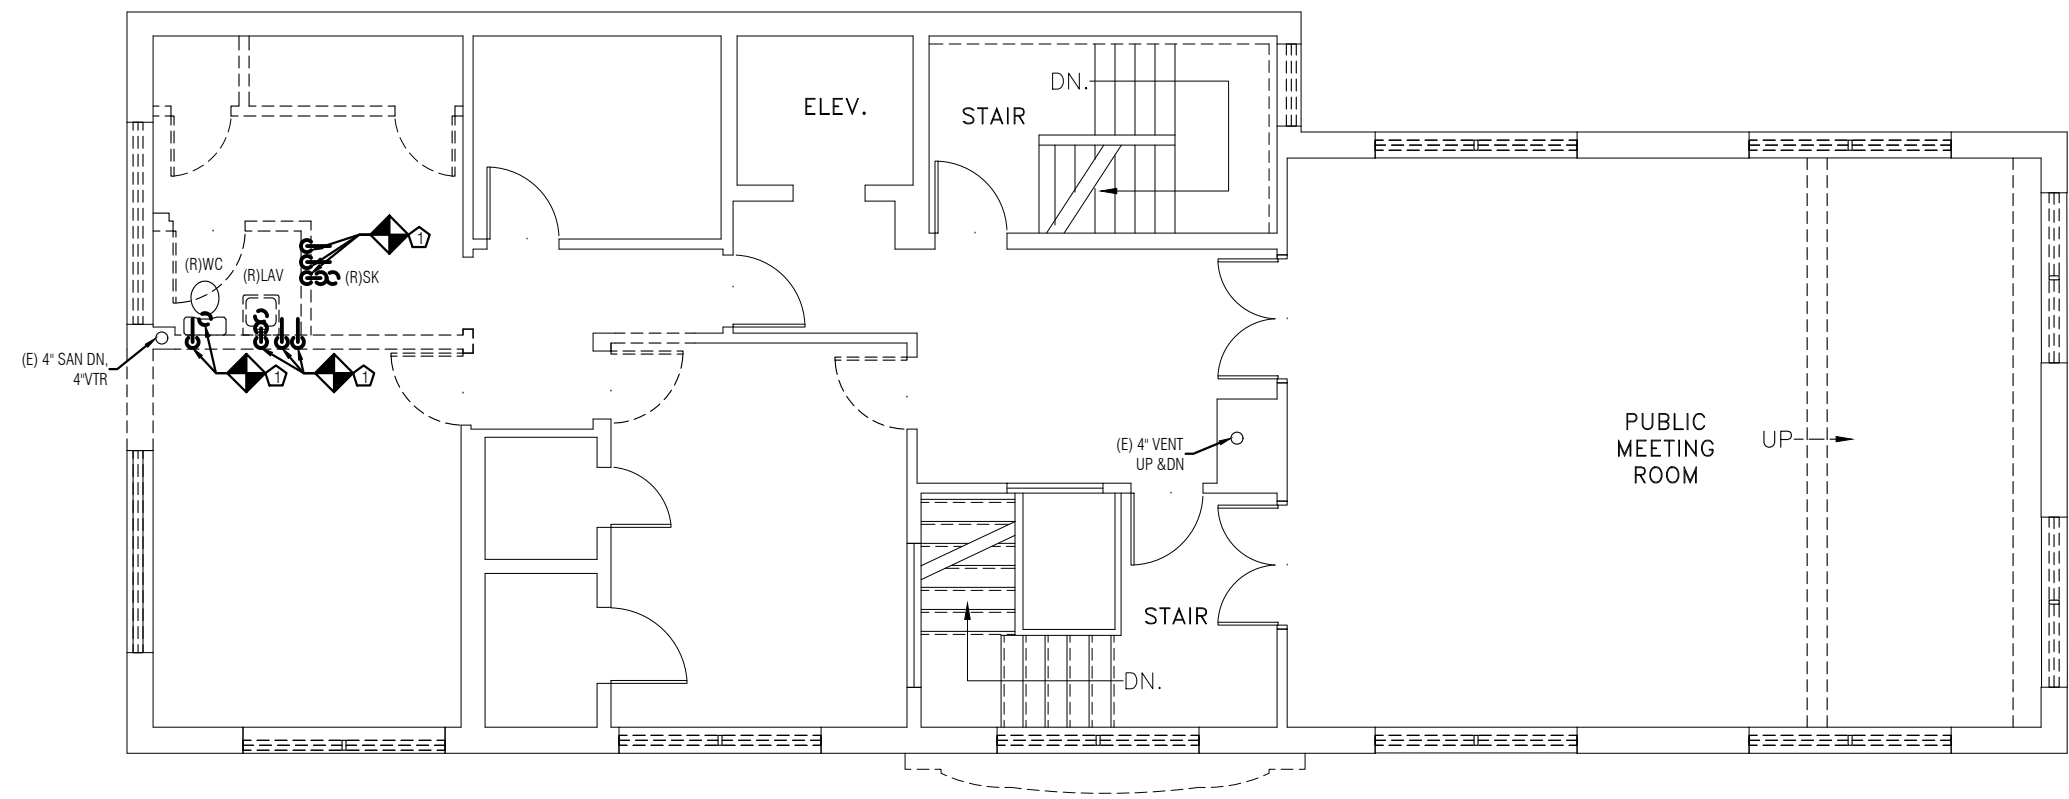 DN.
ELEV.
STAIR
1
(R)WC
(R)LAV
(R)SK
(E) 4" SAN DN,
4"VTR
1
1
(E) 4" VENT
UP &DN
PUBLIC
MEETING
ROOM
UP
STAIR
DN.